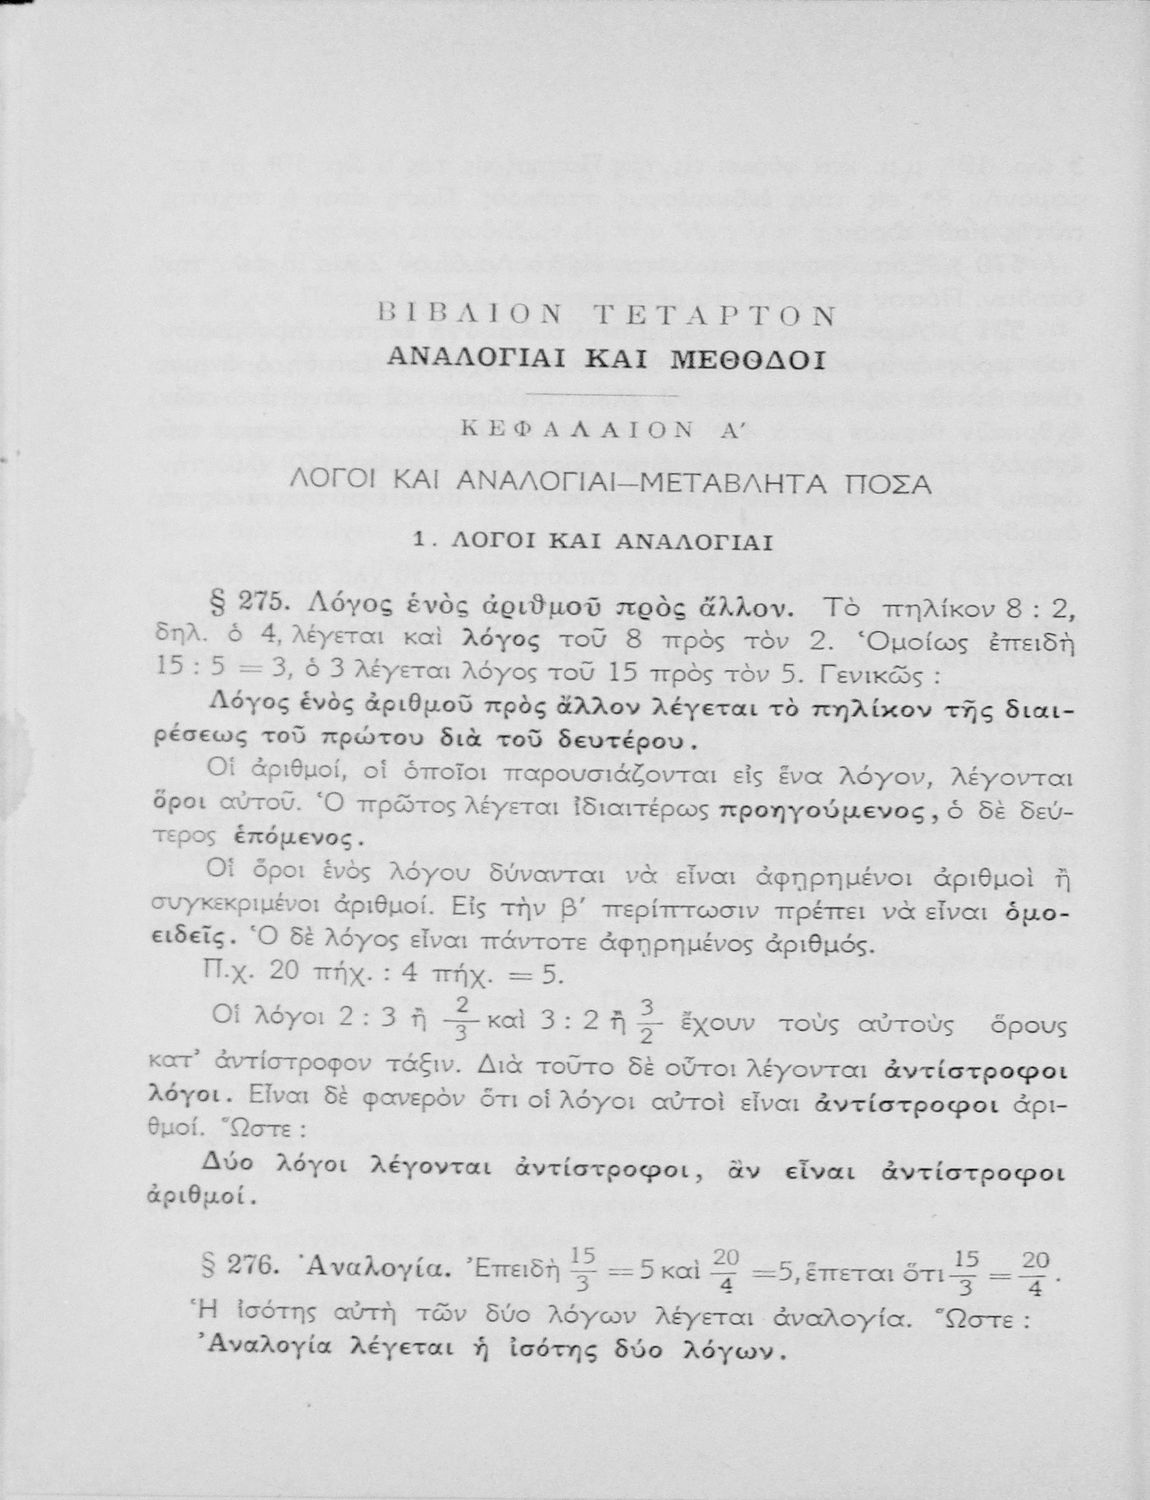 ΒΙΒΛΙΟΝ ΤΕΤΑΡΤΟΝ
ΑΝΑΛΟΓΙΑΙ ΚΑΙ ΜΕΘΟΔΟΙ
ΚΕΦΑΛΑΙΟΝ Α′
ΛΟΓΟΙ ΚΑΙ ΑΝΑΛΟΓΙΑΙ—ΜΕΤΑΒΛΗΤΑ ΠΟΣΑ
1. ΛΟΓΟΙ ΚΑΙ ΑΝΑΛΟΓΙΑΙ
§ 275. Λόγος ἑνὸς ἀριθμοῦ πρὸς ἄλλον. Τὸ πηλίκον 8 : 2,
δηλ. ὁ 4, λέγεται καὶ λόγος τοῦ 8 πρὸς τὸν 2. Ὁμοίως ἐπειδὴ
15 : 5 = 3, ὁ 3 λέγεται λόγος τοῦ 15 πρὸς τὸν 5. Γενικῶς :
Λόγος ἑνὸς ἀριθμοῦ πρὸς ἄλλον λέγεται τὸ πηλίκον τῆς διαι-
ρέσεως τοῦ πρώτου διὰ τοῦ δευτέρου.
Οἱ ἀριθμοί, οἱ ὁποῖοι παρουσιάζονται εἰς ἕνα λόγον, λέγονται
ὅροι αὐτοῦ. Ὁ πρῶτος λέγεται ἰδιαιτέρως προηγούμενος, ὁ δὲ δεύ-
τερος ἑπόμενος.
Οἱ ὅροι ἑνὸς λόγου δύνανται νὰ εἶναι ἀφῃρημένοι ἀριθμοὶ ἢ
συγκεκριμένοι ἀριθμοί. Εἰς τὴν β′ περίπτωσιν πρέπει νὰ εἶναι ὁμο-
ειδεῖς. Ὁ δὲ λόγος εἶναι πάντοτε ἀφῃρημένος ἀριθμός.
Π.χ. 20 πήχ. : 4 πήχ. = 5.
Οἱ λόγοι 2 : 3 ἢ 2/3 καὶ 3 : 2 ἢ 3/2 ἔχουν τοὺς αὐτοὺς ὅρους
κατ’ ἀντίστροφον τάξιν. Διὰ τοῦτο δὲ οὗτοι λέγονται ἀντίστροφοι
λόγοι. Εἶναι δὲ φανερὸν ὅτι οἱ λόγοι αὐτοὶ εἶναι ἀντίστροφοι ἀρι-
θμοί. Ὥστε :
Δύο λόγοι λέγονται ἀντίστροφοι, ἂν εἶναι ἀντίστροφοι
ἀριθμοί.
§ 276. Ἀναλογία. Ἐπειδὴ 15/3 = 5 καὶ 20/4 = 5, ἕπεται ὅτι 15/3 = 20/4.
Ἡ ἰσότης αὐτὴ τῶν δύο λόγων λέγεται ἀναλογία. Ὥστε :
Ἀναλογία λέγεται ἡ ἰσότης δύο λόγων.